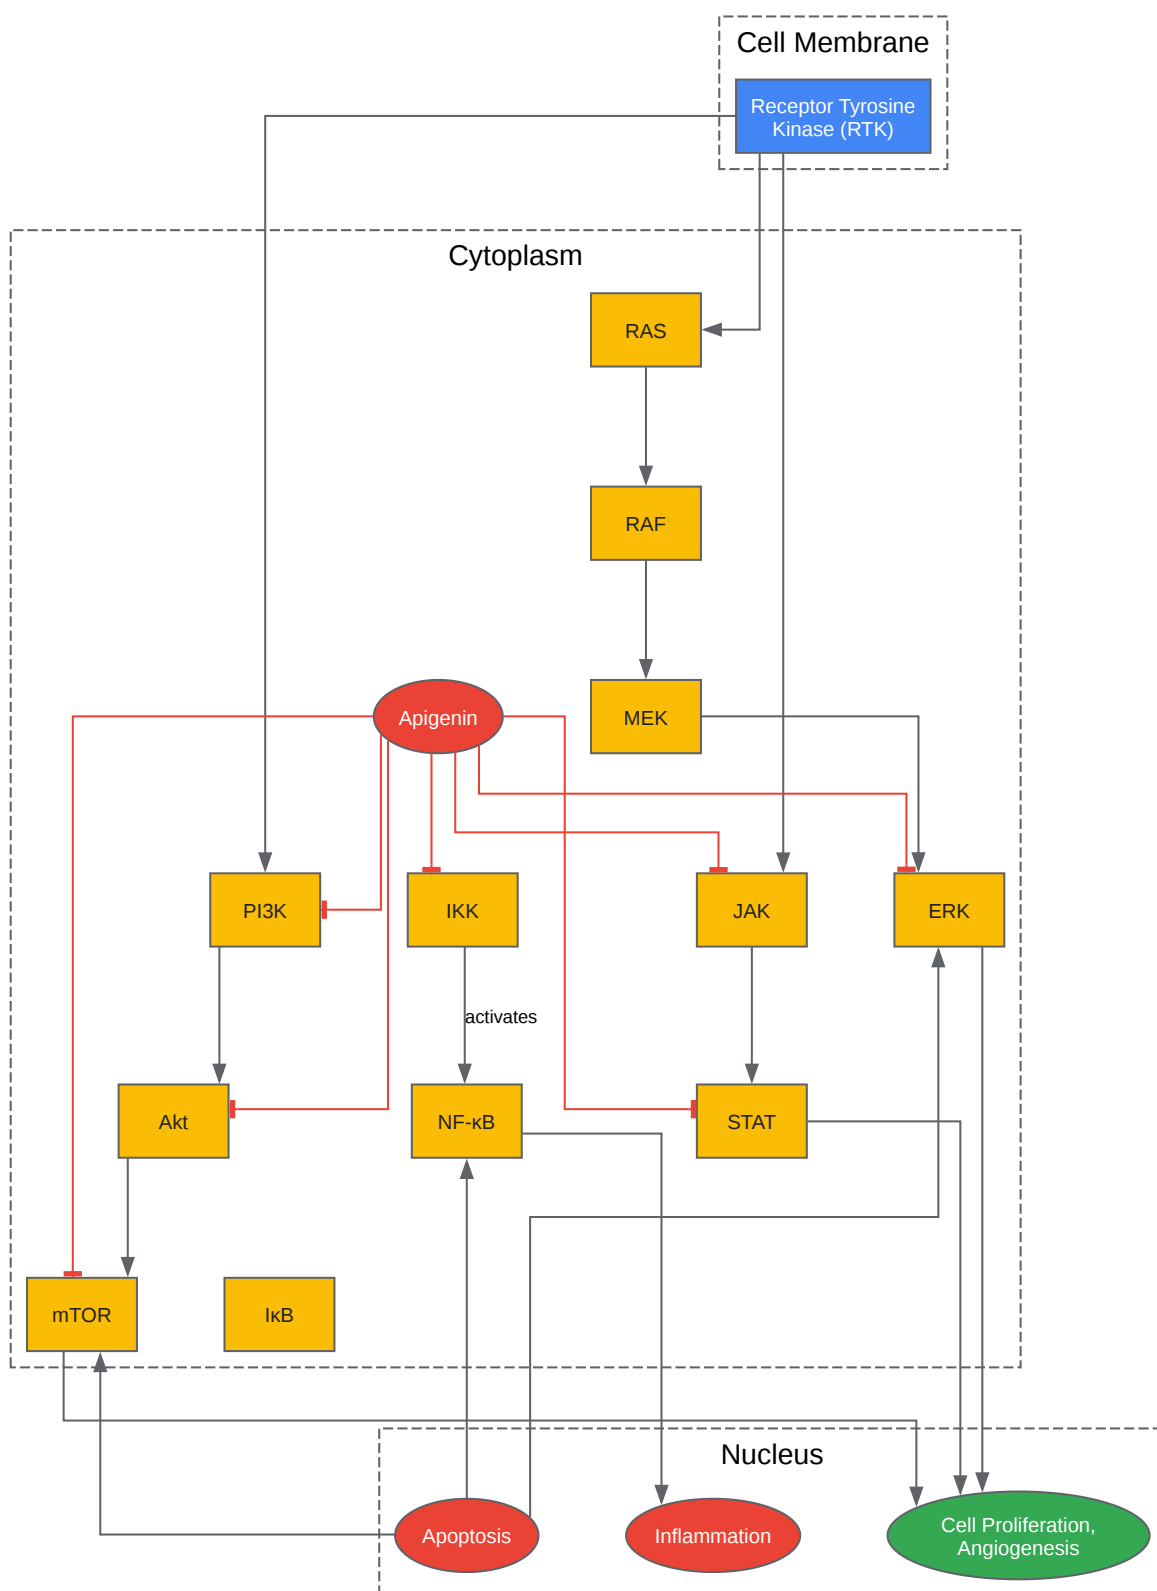 Cell Membrane
Receptor Tyrosine
Kinase (RTK)
Cytoplasm
RAS
RAF
Apigenin
MEK
PI3K
IKK
JAK
ERK
activates
Akt
NF-κB
STAT
mTOR
IκB
Nucleus
Apoptosis
Inflammation
Cell Proliferation,
Angiogenesis